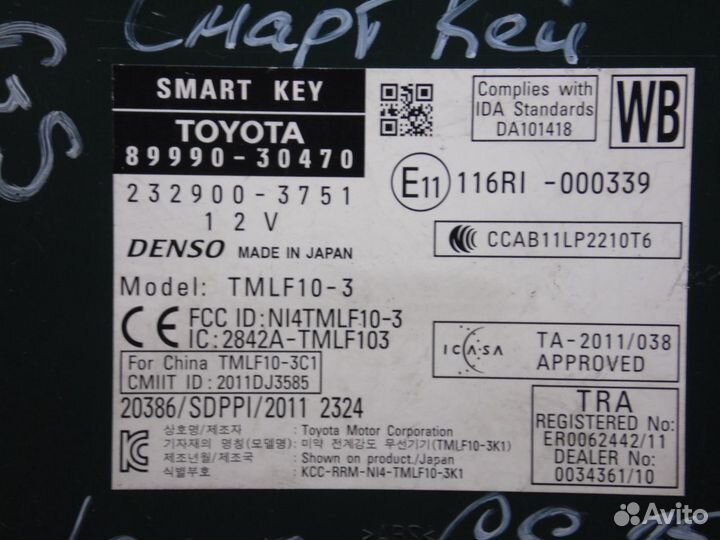 Смарт Кей
GS
SMART KEY
TOYOTA
89990-30470
232900-3751
12V
DENSO MADE IN JAPAN
Model: TMLF10-3
FCC ID:NI4TMLF10-3
IC:2842A-TMLF103
For China TMLF10-3C1
CMIIT ID: 2011DJ3585
20386/SDPPI/2011 2324
상호명/제조자 : Toyota Motor Corporation
기자재의 명칭(모델명): 미약 전계강도 무선기기(TMLF10-3K1)
제조년월/제조국 : Shown on product./Japan
식별부호 : KCC-RRM-NI4-TMLF10-3K1
Complies with
IDA Standards
DA101418
WB
E11 116RI -000339
CCAB11LP2210T6
ICASA
TA-2011/038
APPROVED
TRA
REGISTERED No:
ER0062442/11
DEALER No:
0034361/10
Avito